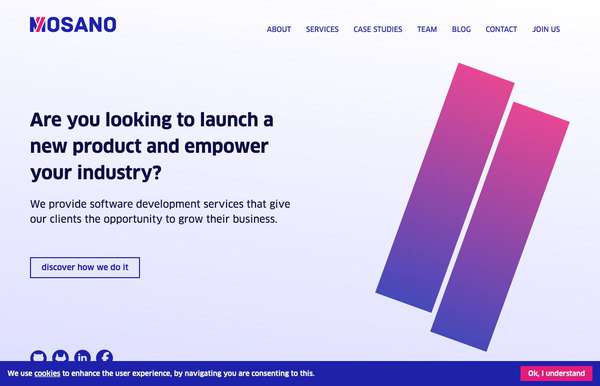 MOSANO
ABOUT SERVICES CASE STUDIES TEAM BLOG CONTACT JOIN US
Are you looking to launch a
new product and empower
your industry?
We provide software development services that give
our clients the opportunity to grow their business.
discover how we do it
We use cookies to enhance the user experience, by navigating you are consenting to this.
Ok, I understand